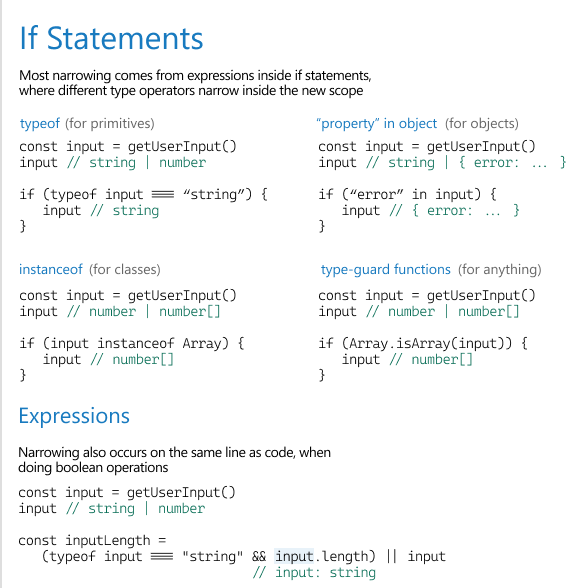 If Statements
Most narrowing comes from expressions inside if statements,
where different type operators narrow inside the new scope
typeof (for primitives)
const input = getUserInput()
input // string | number
if (typeof input === “string”) {
input // string
}
“property” in object (for objects)
const input = getUserInput()
input // string | { error: ... }
if (“error” in input) {
input // { error: ... }
}
instanceof (for classes)
const input = getUserInput()
input // number | number[]
if (input instanceof Array) {
input // number[]
}
type-guard functions (for anything)
const input = getUserInput()
input // number | number[]
if (Array.isArray(input)) {
input // number[]
}
Expressions
Narrowing also occurs on the same line as code, when
doing boolean operations
const input = getUserInput()
input // string | number
const inputLength =
(typeof input === "string" && input.length) || input
// input: string